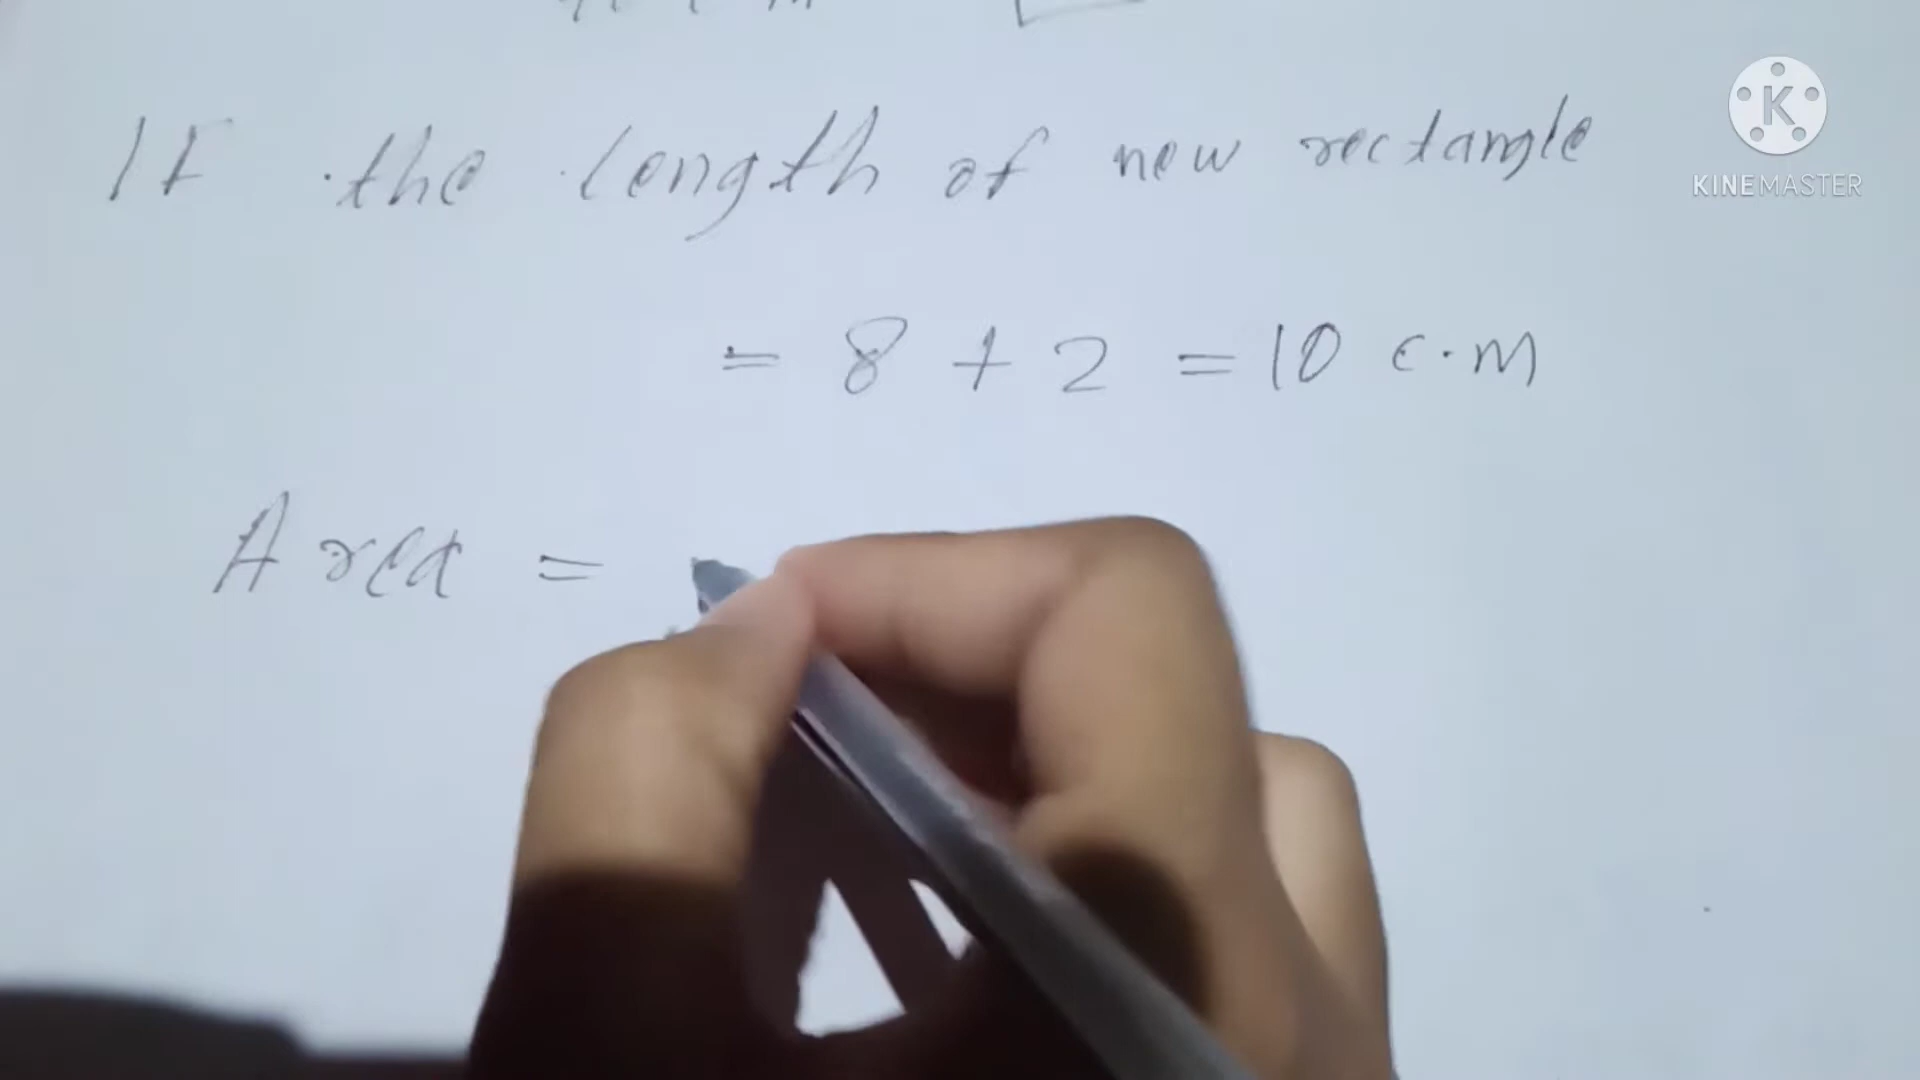 If the length of new rectangle
= 8 + 2 = 10 c.m
Area =
K
KINEMASTER